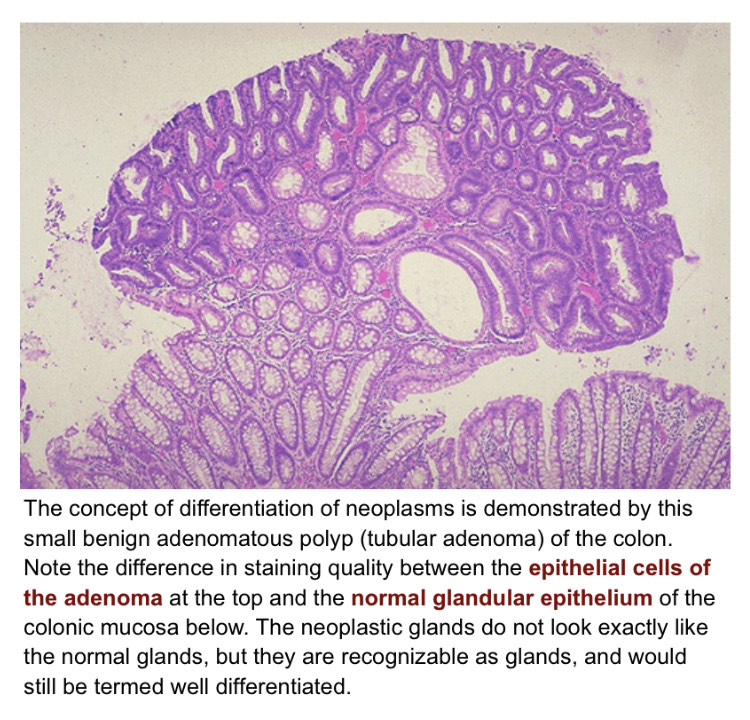 The concept of differentiation of neoplasms is demonstrated by this
small benign adenomatous polyp (tubular adenoma) of the colon.
Note the difference in staining quality between the epithelial cells of
the adenoma at the top and the normal glandular epithelium of the
colonic mucosa below. The neoplastic glands do not look exactly like
the normal glands, but they are recognizable as glands, and would
still be termed well differentiated.